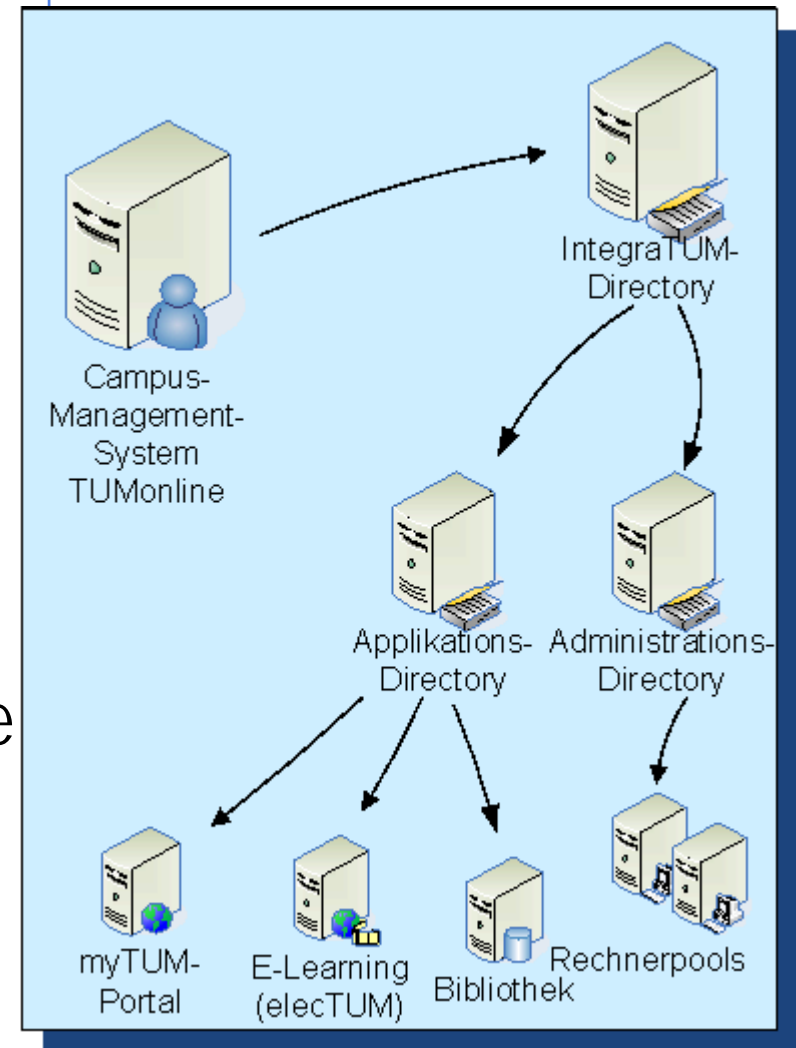 IntegraTUM-
Directory
Campus-
Management-
System
TUMonline
Applikations-
Directory
Administrations-
Directory
e
myTUM-
Portal
E-Learning
(elecTUM)
Bibliothek
Rechnerpools